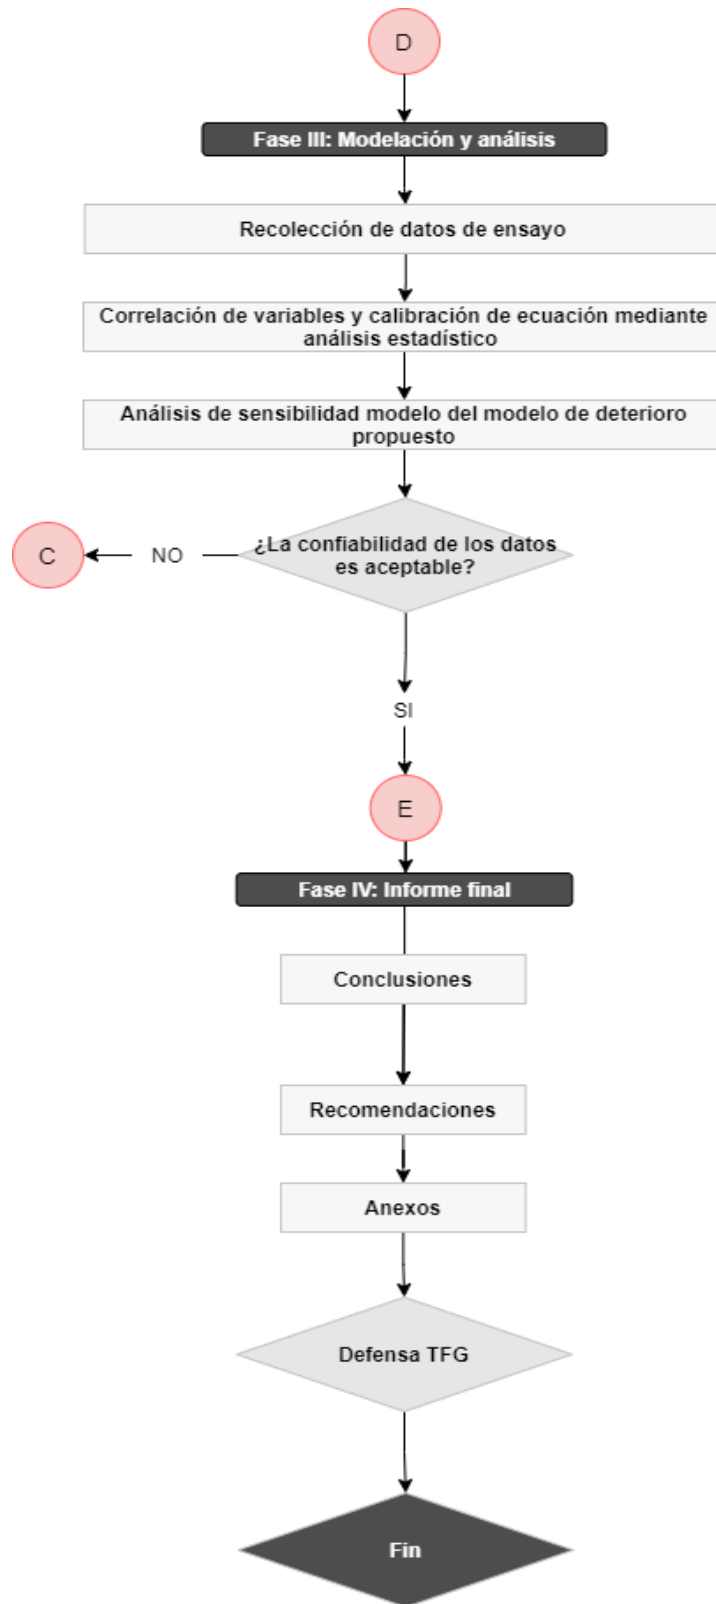 D
Fase III: Modelación y análisis
Recolección de datos de ensayo
Correlación de variables y calibración de ecuación mediante
análisis estadístico
Análisis de sensibilidad modelo del modelo de deterioro
propuesto
¿La confiabilidad de los datos
es aceptable?
NO
C
SI
E
Fase IV: Informe final
Conclusiones
Recomendaciones
Anexos
Defensa TFG
Fin